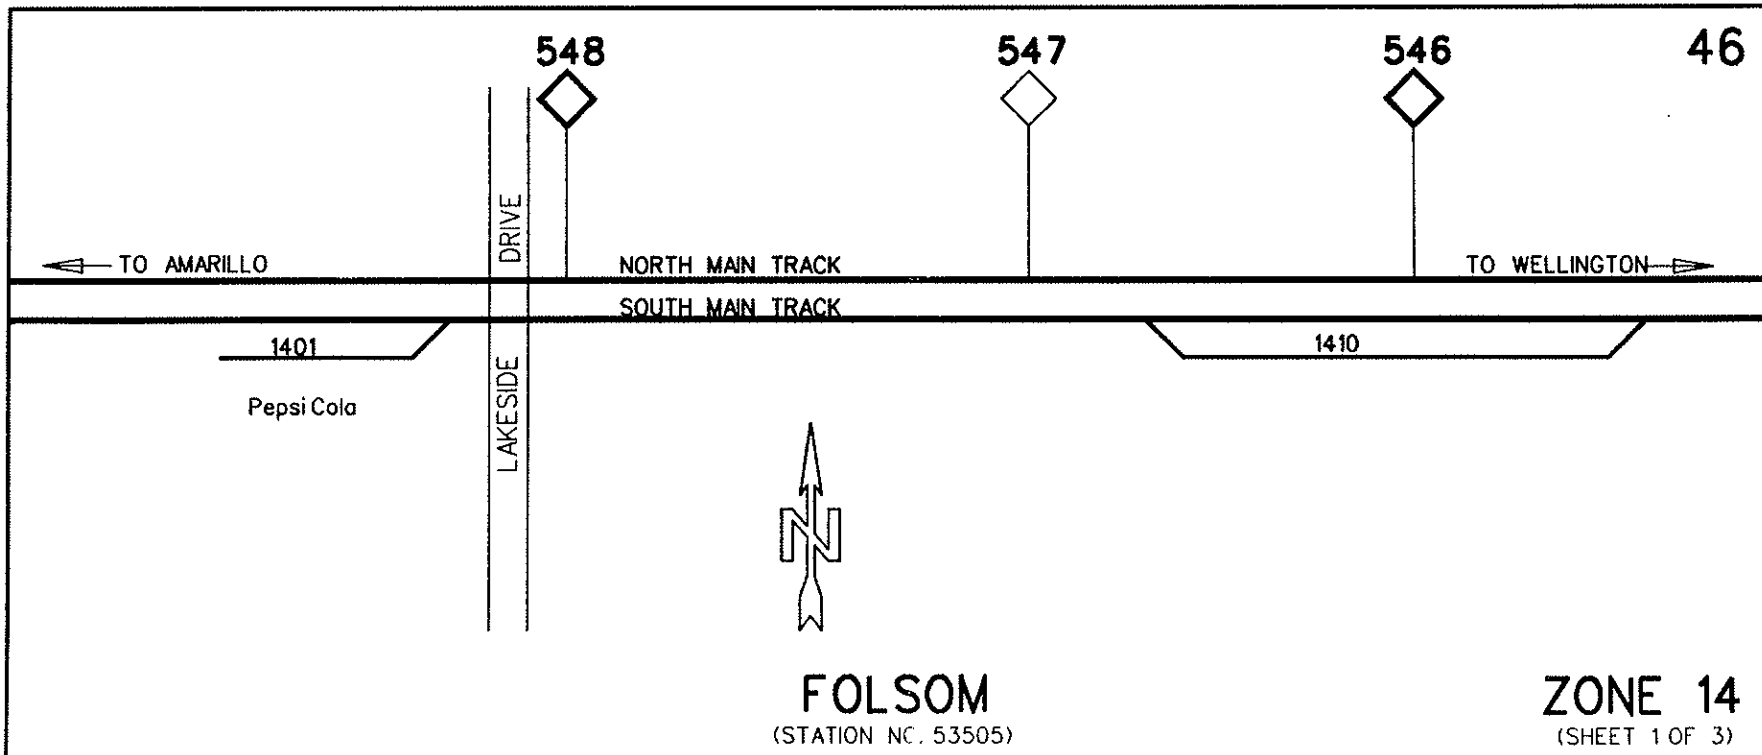 548 547 546 46
TO AMARILLO NORTH MAIN TRACK TO WELLINGTON
SOUTH MAIN TRACK
LAKESIDE DRIVE
1401 1410
Pepsi Cola
N
FOLSOM
(STATION NO. 53505)
ZONE 14
(SHEET 1 OF 3)